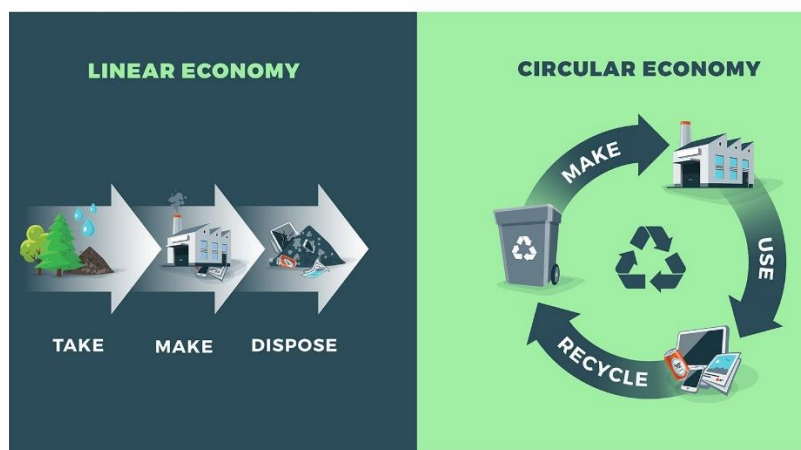 LINEAR ECONOMY
TAKE
MAKE
DISPOSE
CIRCULAR ECONOMY
MAKE
USE
RECYCLE